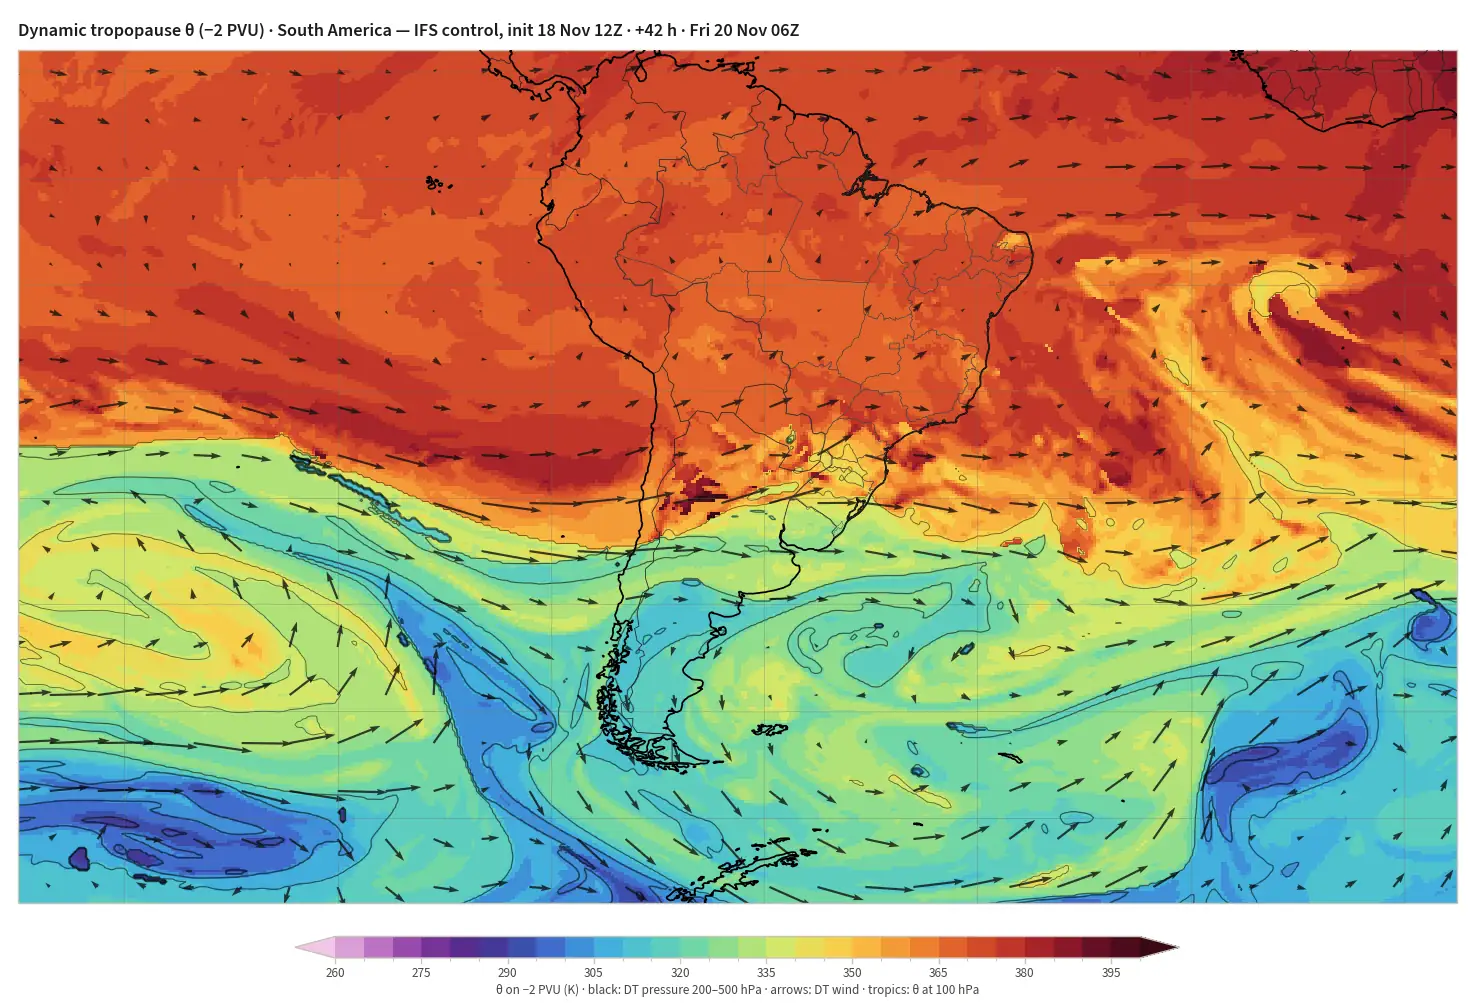 Dynamic tropopause θ (−2 PVU) · South America — IFS control, init 18 Nov 12Z · +42 h · Fri 20 Nov 06Z
260 275 290 305 320 335 350 365 380 395
θ on −2 PVU (K) · black: DT pressure 200–500 hPa · arrows: DT wind · tropics: θ at 100 hPa